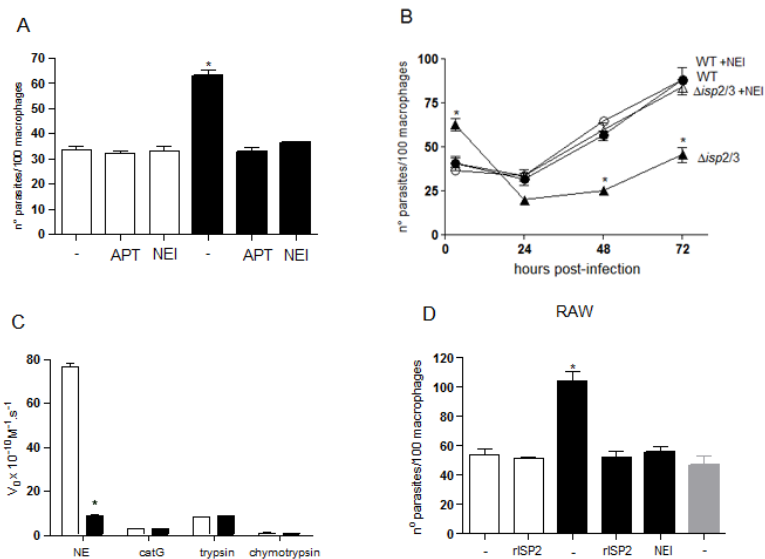 A
n° parasites/100 macrophages
70
60
50
40
30
20
10
0
*
- APT NEI - APT NEI
B
n° parasites/100 macrophages
100
75
50
25
0
*
*
*
WT +NEI
WT
Δisp2/3 +NEI
Δisp2/3
0 24 48 72
hours post-infection
C
V₀ x 10⁻¹⁰M⁻¹.s⁻¹
80
60
40
20
0
*
NE catG trypsin chymotrypsin
D
RAW
nº parasites/100 macrophages
120
100
80
60
40
20
0
*
- rISP2 - rISP2 NEI -